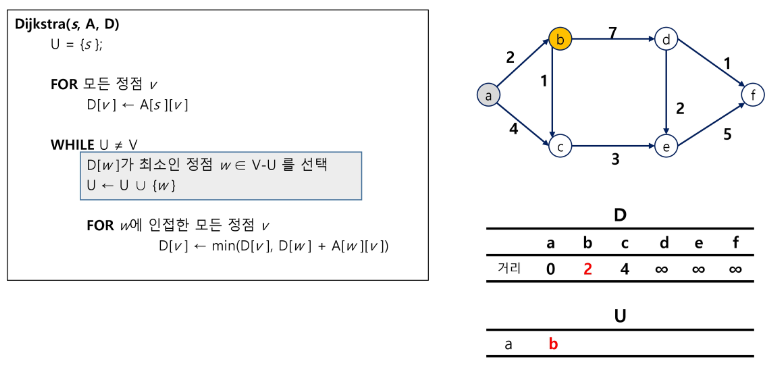 Dijkstra(s, A, D)
U = {s};
FOR 모든 정점 v
D[v] ← A[s][v]
WHILE U ≠ V
D[w]가 최소인 정점 w ∈ V-U 를 선택
U ← U ∪ {w}
FOR w에 인접한 모든 정점 v
D[v] ← min(D[v], D[w] + A[w][v])
b 7 d
2 1
a 1 2 f
4 5
c 3 e
D
a b c d e f
거리 0 2 4 ∞ ∞ ∞
U
a b